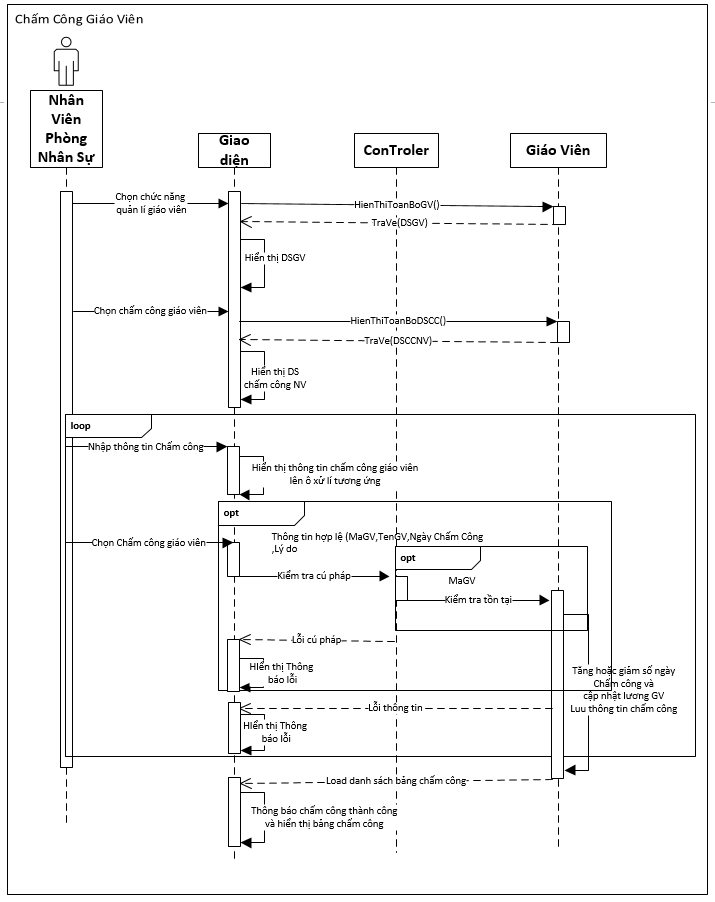 Chấm Công Giáo Viên
Nhân
Viên
Phòng
Nhân Sự
Giao
diện
ConTroler
Giáo Viên
Chọn chức năng
quản lí giáo viên
HienThiToanBoGV()
TraVe(DSGV)
Hiển thị DSGV
Chọn chấm công giáo viên
HienThiToanBoDSCC()
TraVe(DSCCNV)
Hiển thị DS
chấm công NV
loop
Nhập thông tin Chấm công
Hiển thị thông tin chấm công giáo viên
lên ô xử lí tương ứng
opt
Thông tin hợp lệ (MaGV,TenGV,Ngày Chấm Công
,Lý do
Chọn Chấm công giáo viên
opt
Kiểm tra cú pháp
MaGV
Kiểm tra tồn tại
Lỗi cú pháp
HIển thị Thông
báo lỗi
Tăng hoặc giảm số ngày
Chấm công và
cập nhật lương GV
Luu thông tin chấm công
Lỗi thông tin
HIển thị Thông
báo lỗi
Load danh sách bảng chấm công
Thông báo chấm công thành công
và hiển thị bảng chấm công